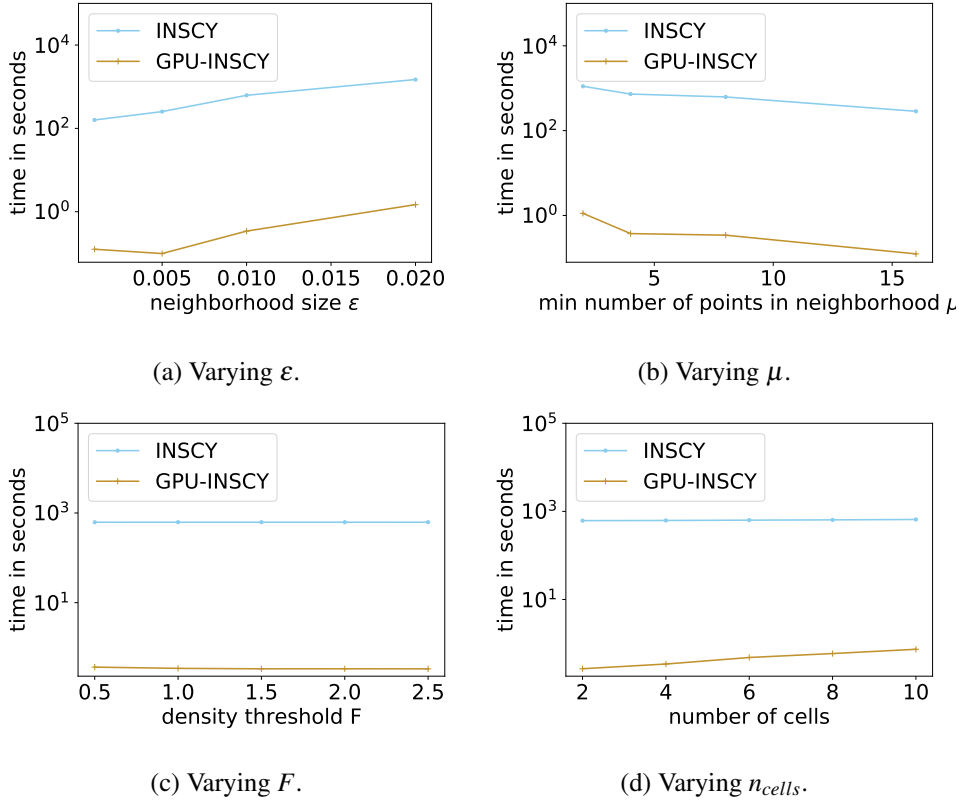 INSCY
GPU-INSCY
10^4
10^2
10^0
time in seconds
0.005 0.010 0.015 0.020
neighborhood size ε
(a) Varying ε.
INSCY
GPU-INSCY
10^4
10^2
10^0
time in seconds
5 10 15
min number of points in neighborhood μ
(b) Varying μ.
INSCY
GPU-INSCY
10^5
10^3
10^1
time in seconds
0.5 1.0 1.5 2.0 2.5
density threshold F
(c) Varying F.
INSCY
GPU-INSCY
10^5
10^3
10^1
time in seconds
2 4 6 8 10
number of cells
(d) Varying n_{cells}.